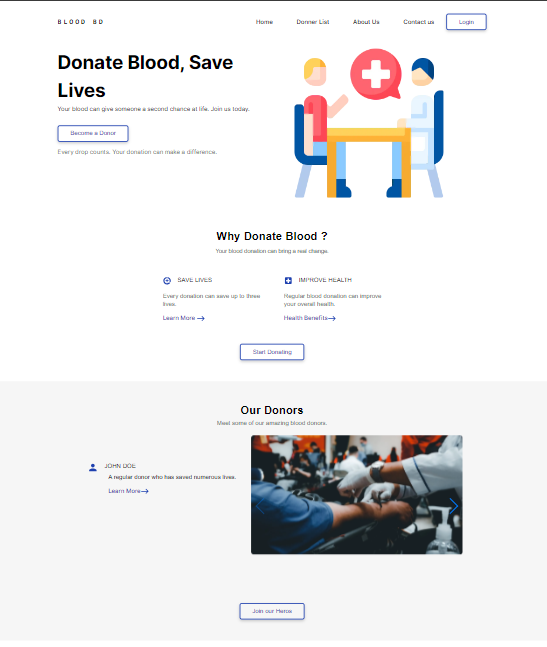 BLOOD BD
Home Donner List About Us Contact us Login
Donate Blood, Save
Lives
Your blood can give someone a second chance at life. Join us today.
Become a Donor
Every drop counts. Your donation can make a difference.
Why Donate Blood ?
Your blood donation can bring a real change.
SAVE LIVES
Every donation can save up to three
lives.
Learn More
IMPROVE HEALTH
Regular blood donation can improve
your overall health.
Health Benefits
Start Donating
Our Donors
Meet some of our amazing blood donors.
JOHN DOE
A regular donor who has saved numerous lives.
Learn More
Join our Heros